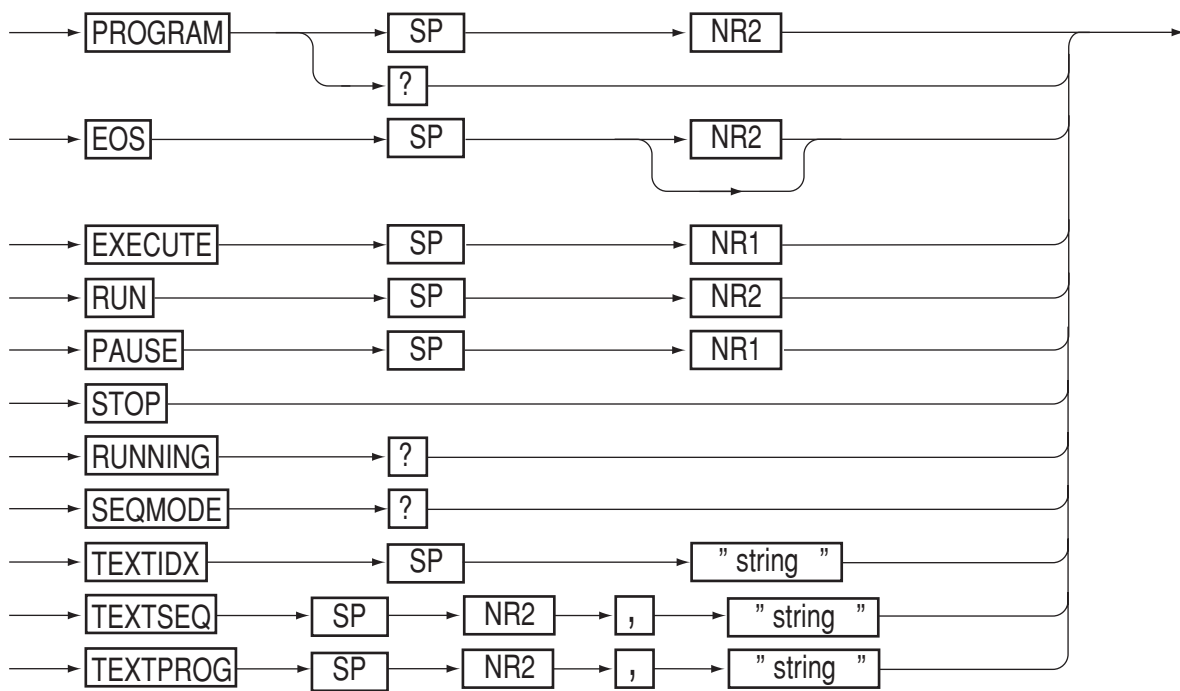 PROGRAM SP NR2
?
EOS SP NR2
EXECUTE SP NR1
RUN SP NR2
PAUSE SP NR1
STOP
RUNNING ?
SEQMODE ?
TEXTIDX SP ” string ”
TEXTSEQ SP NR2 , ” string ”
TEXTPROG SP NR2 , ” string ”